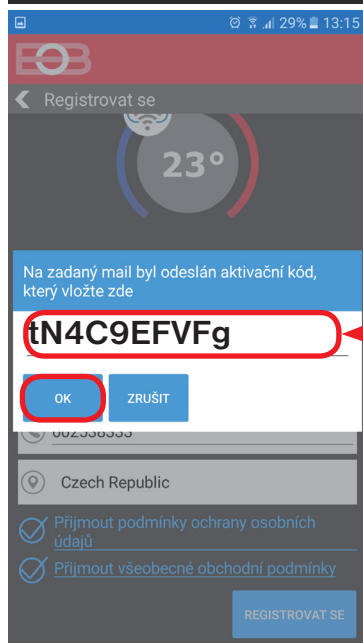 29% 13:15
EOB
Registrovat se
23°
Na zadaný mail byl odeslán aktivační kód,
který vložte zde
tN4C9EFVFg
OK ZRUŠIT
Czech Republic
Přijmout podmínky ochrany osobních
údajů
Přijmout všeobecné obchodní podmínky
REGISTROVAT SE